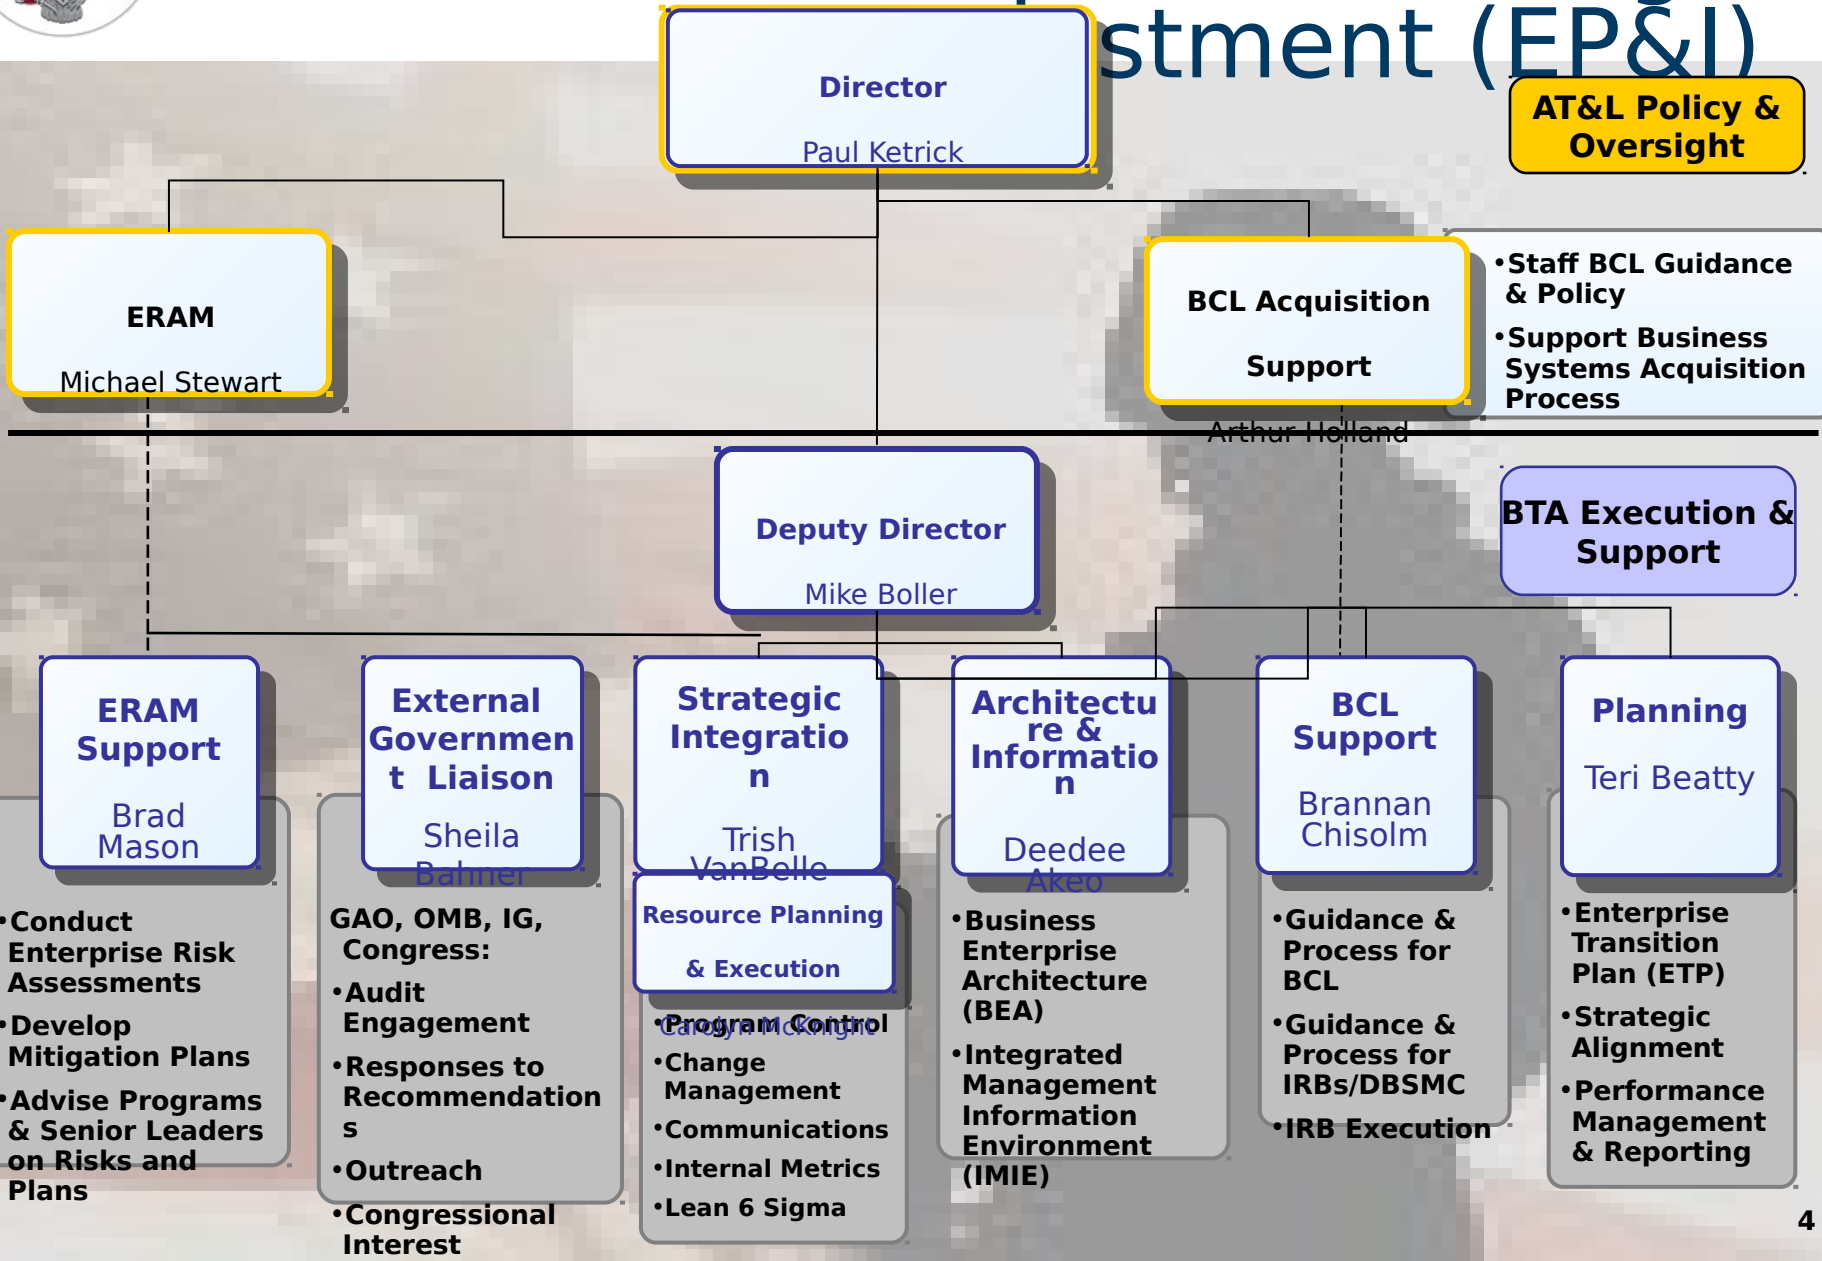 stment (EP&I)
Director
Paul Ketrick
AT&L Policy &
Oversight
ERAM
Michael Stewart
BCL Acquisition
Support
Arthur Holland
•Staff BCL Guidance
& Policy
•Support Business
Systems Acquisition
Process
Deputy Director
Mike Boller
BTA Execution &
Support
ERAM
Support
Brad
Mason
•Conduct
Enterprise Risk
Assessments
•Develop
Mitigation Plans
•Advise Programs
& Senior Leaders
on Risks and
Plans
External
Governmen
t Liaison
Sheila
Bahner
GAO, OMB, IG,
Congress:
•Audit
Engagement
•Responses to
Recommendation
s
•Outreach
•Congressional
Interest
Strategic
Integratio
n
Trish
VanBelle
Resource Planning
& Execution
Carolyn McKnight
•Program Control
•Change
Management
•Communications
•Internal Metrics
•Lean 6 Sigma
Architectu
re &
Informatio
n
Deedee
Akeo
•Business
Enterprise
Architecture
(BEA)
•Integrated
Management
Information
Environment
(IMIE)
BCL
Support
Brannan
Chisolm
•Guidance &
Process for
BCL
•Guidance &
Process for
IRBs/DBSMC
•IRB Execution
Planning
Teri Beatty
•Enterprise
Transition
Plan (ETP)
•Strategic
Alignment
•Performance
Management
& Reporting
4